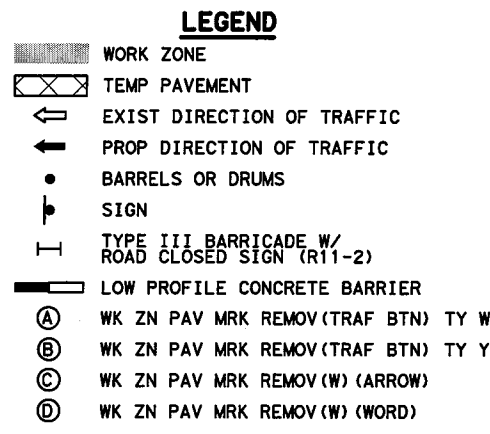 LEGEND
WORK ZONE
TEMP PAVEMENT
EXIST DIRECTION OF TRAFFIC
PROP DIRECTION OF TRAFFIC
BARRELS OR DRUMS
SIGN
TYPE III BARRICADE W/
ROAD CLOSED SIGN (R11-2)
LOW PROFILE CONCRETE BARRIER
A WK ZN PAV MRK REMOV(TRAF BTN) TY W
B WK ZN PAV MRK REMOV(TRAF BTN) TY Y
C WK ZN PAV MRK REMOV(W)(ARROW)
D WK ZN PAV MRK REMOV(W)(WORD)